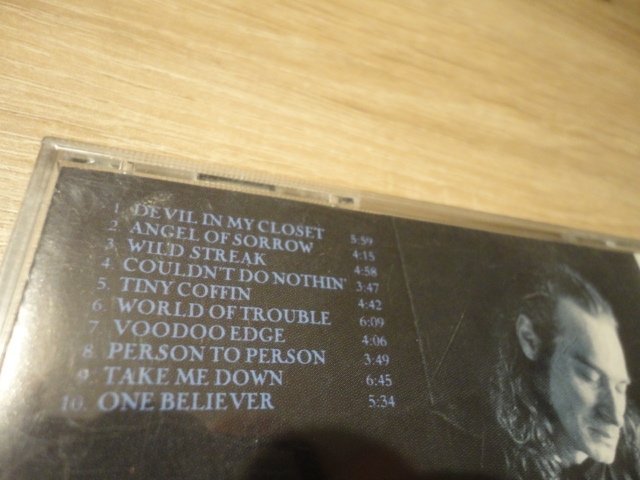 1. DEVIL IN MY CLOSET 5:59
2. ANGEL OF SORROW 4:15
3. WILD STREAK 4:58
4. COULDN'T DO NOTHIN' 3:47
5. TINY COFFIN 4:42
6. WORLD OF TROUBLE 6:09
7. VOODOO EDGE 4:06
8. PERSON TO PERSON 3:49
9. TAKE ME DOWN 6:45
10. ONE BELIEVER 5:34